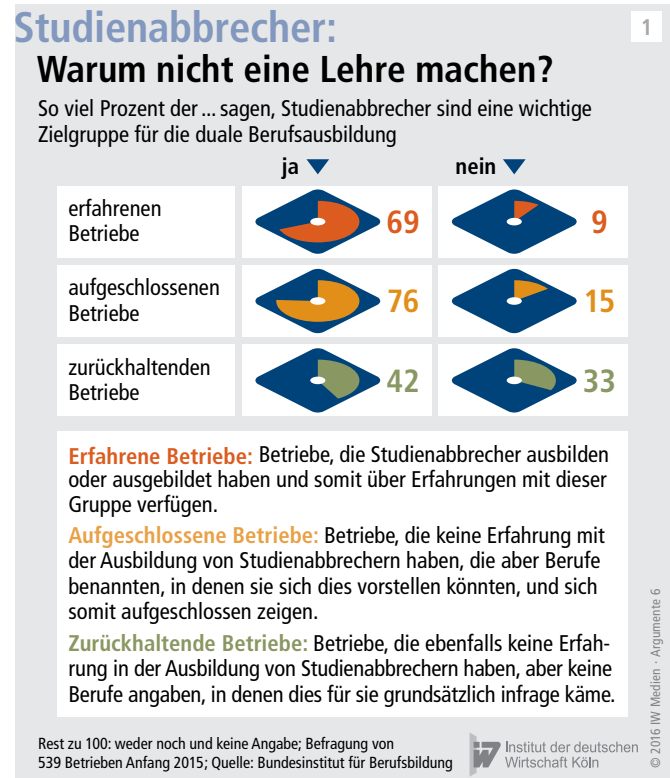 Studienabbrecher:
1
Warum nicht eine Lehre machen?
So viel Prozent der ... sagen, Studienabbrecher sind eine wichtige
Zielgruppe für die duale Berufsausbildung
ja nein
erfahrenen
Betriebe
69 9
aufgeschlossenen
Betriebe
76 15
zurückhaltenden
Betriebe
42 33
Erfahrene Betriebe: Betriebe, die Studienabbrecher ausbilden
oder ausgebildet haben und somit über Erfahrungen mit dieser
Gruppe verfügen.
Aufgeschlossene Betriebe: Betriebe, die keine Erfahrung mit
der Ausbildung von Studienabbrechern haben, die aber Berufe
benannten, in denen sie sich dies vorstellen könnten, und sich
somit aufgeschlossen zeigen.
Zurückhaltende Betriebe: Betriebe, die ebenfalls keine Erfah-
rung in der Ausbildung von Studienabbrechern haben, aber keine
Berufe angaben, in denen dies für sie grundsätzlich infrage käme.
Rest zu 100: weder noch und keine Angabe; Befragung von
539 Betrieben Anfang 2015; Quelle: Bundesinstitut für Berufsbildung
iw
Institut der deutschen
Wirtschaft Köln
© 2016 IW Medien · Argumente 6